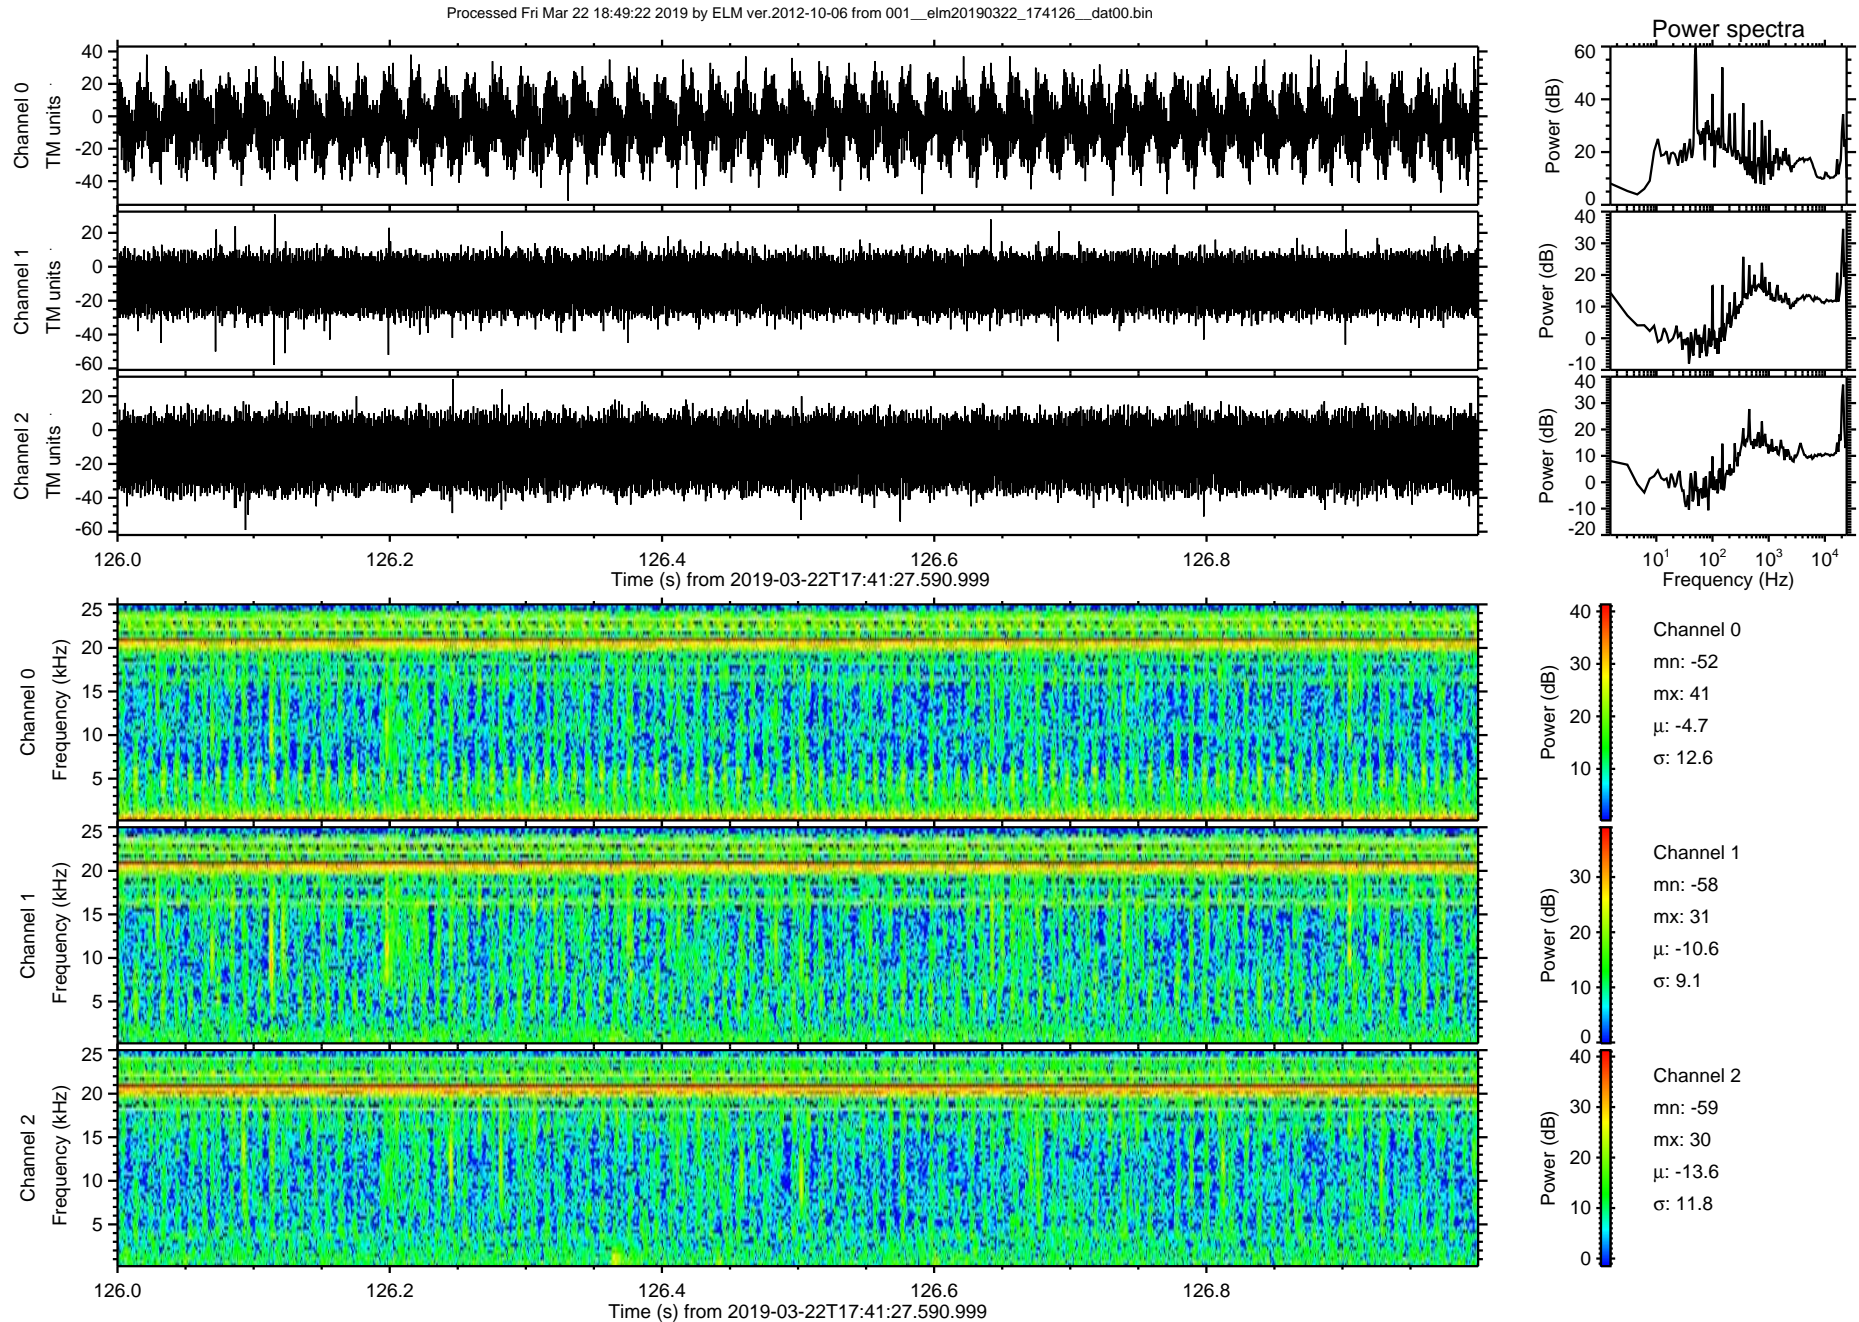 Processed Fri Mar 22 18:49:22 2019 by ELM ver.2012-10-06 from 001__elm20190322_174126__dat00.bin
Power spectra
Channel 0
TM units
40
20
0
-20
-40
Power (dB)
60
40
20
0
Channel 1
TM units
20
0
-20
-40
-60
Power (dB)
40
30
20
10
0
-10
Channel 2
TM units
20
0
-20
-40
-60
Power (dB)
40
30
20
10
0
-10
-20
126.0 126.2 126.4 126.6 126.8
Time (s) from 2019-03-22T17:41:27.590.999
10^1 10^2 10^3 10^4
Frequency (Hz)
Channel 0
Frequency (kHz)
25
20
15
10
5
Power (dB)
40
30
20
10
Channel 0
mn: -52
mx: 41
μ: -4.7
σ: 12.6
Channel 1
Frequency (kHz)
25
20
15
10
5
Power (dB)
30
20
10
0
Channel 1
mn: -58
mx: 31
μ: -10.6
σ: 9.1
Channel 2
Frequency (kHz)
25
20
15
10
5
Power (dB)
40
30
20
10
0
Channel 2
mn: -59
mx: 30
μ: -13.6
σ: 11.8
126.0 126.2 126.4 126.6 126.8
Time (s) from 2019-03-22T17:41:27.590.999